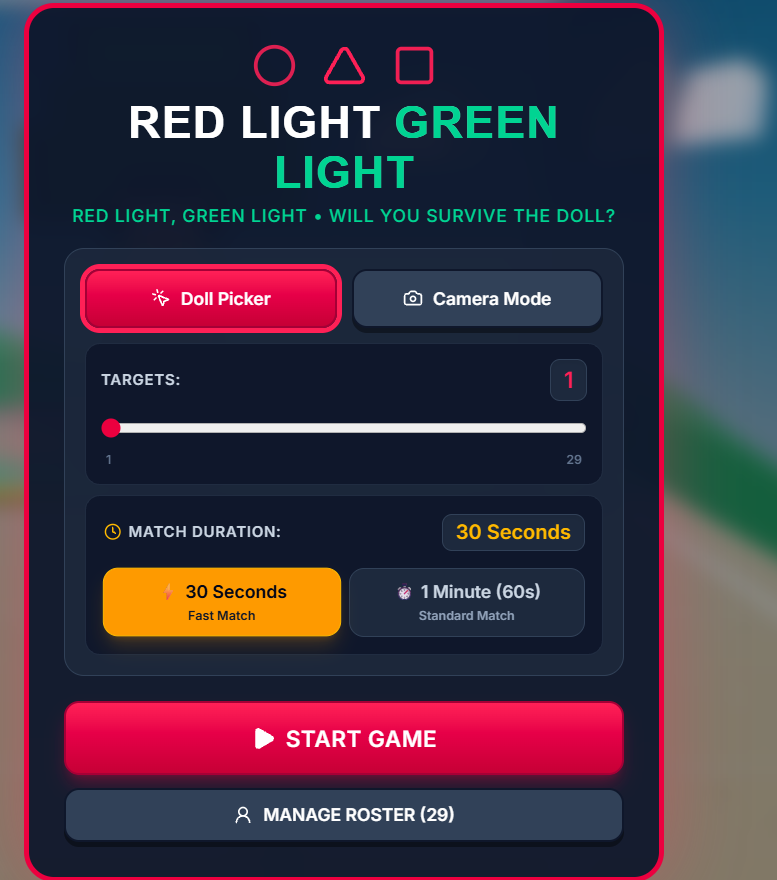 RED LIGHT GREEN
LIGHT
RED LIGHT, GREEN LIGHT • WILL YOU SURVIVE THE DOLL?
Doll Picker
Camera Mode
TARGETS:
1
1
29
MATCH DURATION:
30 Seconds
30 Seconds
Fast Match
1 Minute (60s)
Standard Match
START GAME
MANAGE ROSTER (29)